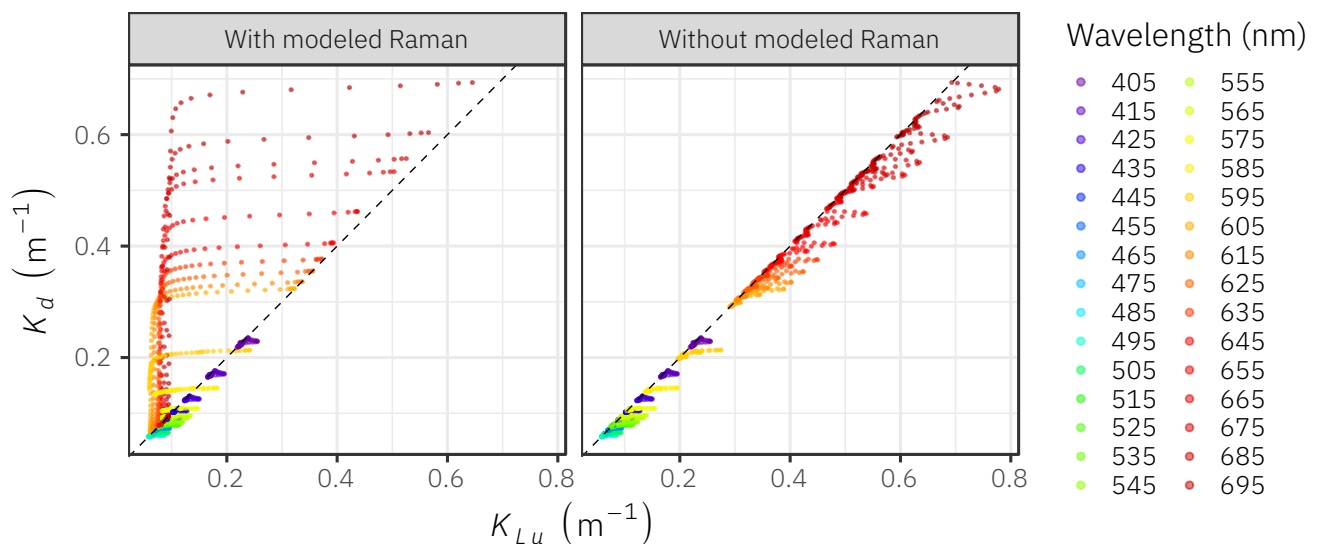 With modeled Raman
Without modeled Raman
Wavelength (nm)
405 555
415 565
425 575
435 585
445 595
455 605
465 615
475 625
485 635
495 645
505 655
515 665
525 675
535 685
545 695
0.6
0.4
0.2
K_d (m⁻¹)
0.2 0.4 0.6 0.8
0.2 0.4 0.6 0.8
K_Lu (m⁻¹)